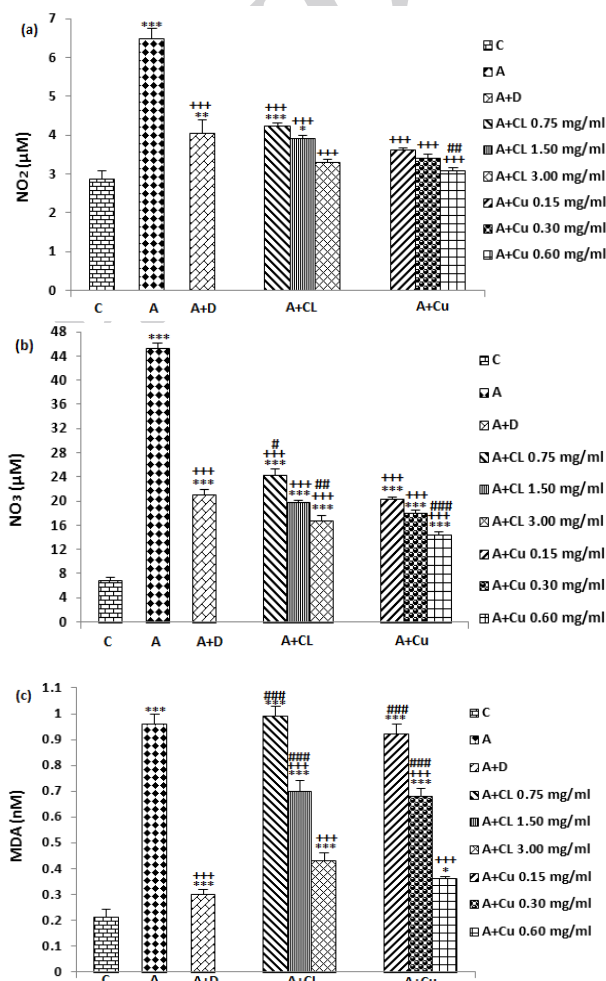 (a)
NO2 (µM)
7
6
5
4
3
2
1
0
***
+++
**
+++
***
+++
*
+++
+++
+++
##
+++
C
A
A+D
A+CL
A+Cu
C
A
A+D
A+CL 0.75 mg/ml
A+CL 1.50 mg/ml
A+CL 3.00 mg/ml
A+Cu 0.15 mg/ml
A+Cu 0.30 mg/ml
A+Cu 0.60 mg/ml
(b)
NO3 (µM)
48
44
40
36
32
28
24
20
16
12
8
4
0
***
+++
***
#
+++
***
+++
***
##
+++
***
+++
***
+++
***
###
+++
***
C
A
A+D
A+CL
A+Cu
C
A
A+D
A+CL 0.75 mg/ml
A+CL 1.50 mg/ml
A+CL 3.00 mg/ml
A+Cu 0.15 mg/ml
A+Cu 0.30 mg/ml
A+Cu 0.60 mg/ml
(c)
MDA (nM)
1.1
1
0.9
0.8
0.7
0.6
0.5
0.4
0.3
0.2
0.1
0
***
+++
***
###
***
###
+++
***
+++
***
###
***
###
+++
***
+++
*
C
A
A+D
A+CL
A+Cu
C
A
A+D
A+CL 0.75 mg/ml
A+CL 1.50 mg/ml
A+CL 3.00 mg/ml
A+Cu 0.15 mg/ml
A+Cu 0.30 mg/ml
A+Cu 0.60 mg/ml